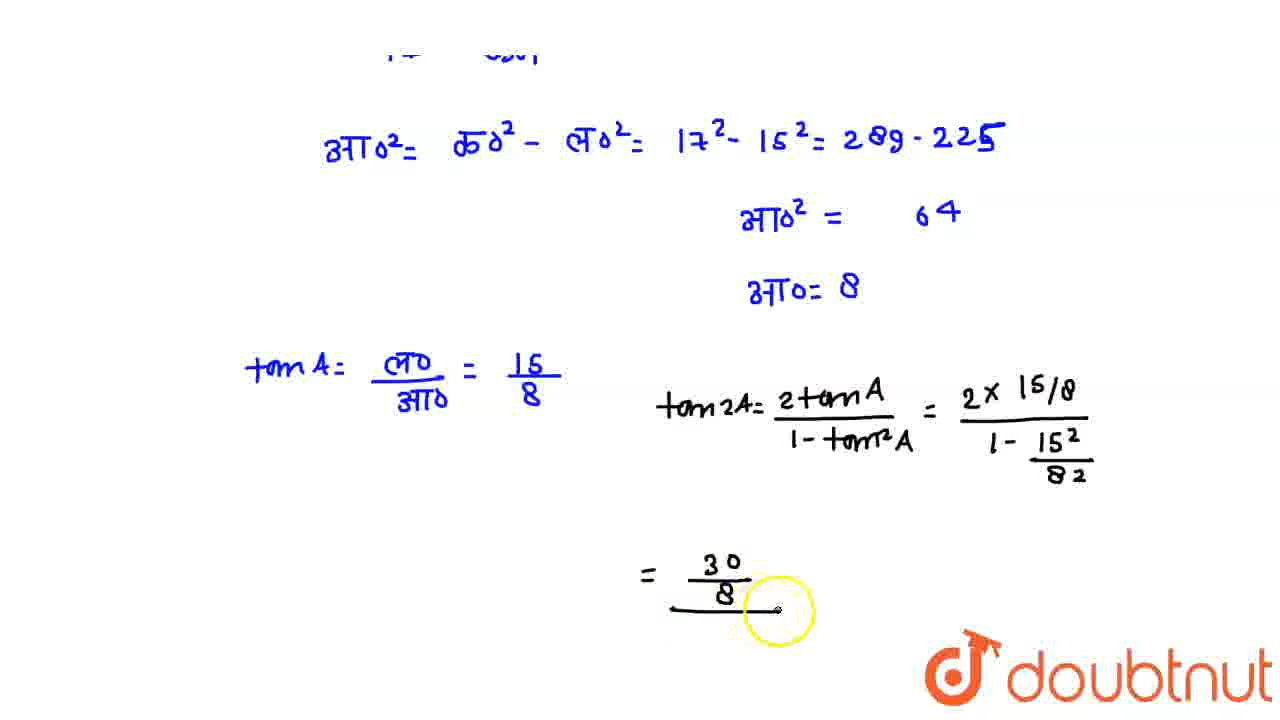 आ०² = क०² - ल०² = 17² - 15² = 289 - 225
आ०² = 64
आ० = 8
tan A = ल०/आ० = 15/8
tan 2A = 2 tan A / 1 - tan² A = 2 × 15/8 / 1 - 15²/8²
= 30/8
doubtnut